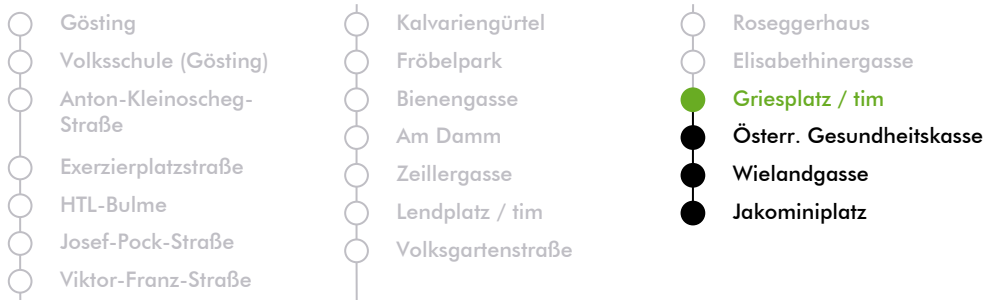 Gösting
Volksschule (Gösting)
Anton-Kleinoscheg-
Straße
Exerzierplatzstraße
HTL-Bulme
Josef-Pock-Straße
Viktor-Franz-Straße
Kalvariengürtel
Fröbelpark
Bienengasse
Am Damm
Zeillergasse
Lendplatz / tim
Volksgartenstraße
Roseggerhaus
Elisabethinergasse
Griesplatz / tim
Österr. Gesundheitskasse
Wielandgasse
Jakominiplatz